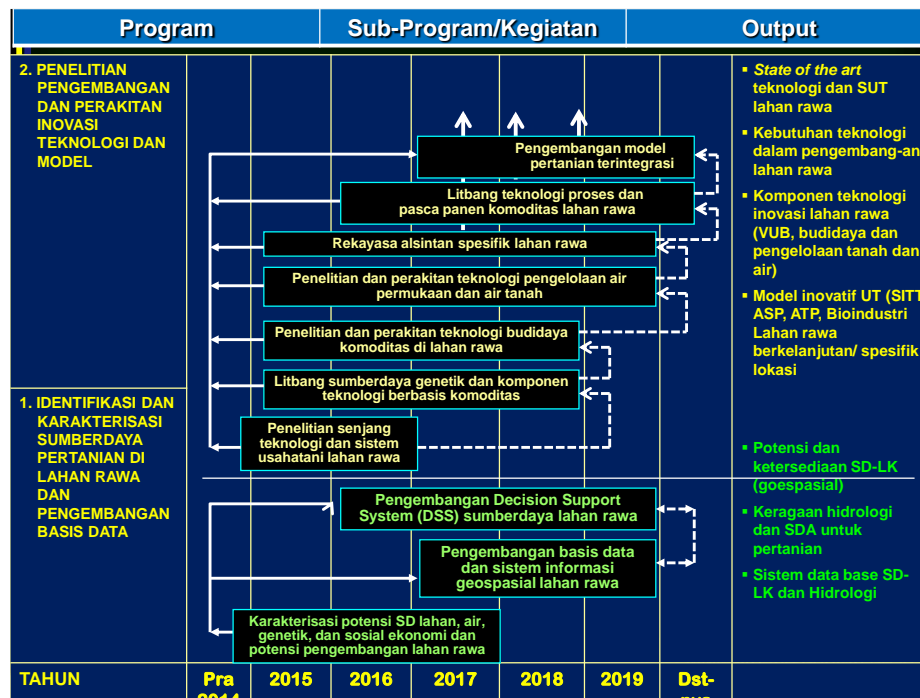 Program
Sub-Program/Kegiatan
Output
2. PENELITIAN
PENGEMBANGAN
DAN PERAKITAN
INOVASI
TEKNOLOGI DAN
MODEL
1. IDENTIFIKASI DAN
KARAKTERISASI
SUMBERDAYA
PERTANIAN DI
LAHAN RAWA
DAN
PENGEMBANGAN
BASIS DATA
Pengembangan model
pertanian terintegrasi
Litbang teknologi proses dan
pasca panen komoditas lahan rawa
Rekayasa alsintan spesifik lahan rawa
Penelitian dan perakitan teknologi pengelolaan air
permukaan dan air tanah
Penelitian dan perakitan teknologi budidaya
komoditas di lahan rawa
Litbang sumberdaya genetik dan komponen
teknologi berbasis komoditas
Penelitian senjang
teknologi dan sistem
usahatani lahan rawa
Pengembangan Decision Support
System (DSS) sumberdaya lahan rawa
Pengembangan basis data
dan sistem informasi
geospasial lahan rawa
Karakterisasi potensi SD lahan, air,
genetik, dan sosial ekonomi dan
potensi pengembangan lahan rawa
▪ State of the art
teknologi dan SUT
lahan rawa
▪ Kebutuhan teknologi
dalam pengembang-an
lahan rawa
▪ Komponen teknologi
inovasi lahan rawa
(VUB, budidaya dan
pengelolaan tanah dan
air)
▪ Model inovatif UT (SITT
ASP, ATP, Bioindustri
Lahan rawa
berkelanjutan/ spesifik
lokasi
▪ Potensi dan
ketersediaan SD-LK
(goespasial)
▪ Keragaan hidrologi
dan SDA untuk
pertanian
▪ Sistem data base SD-
LK dan Hidrologi
TAHUN
Pra
2014
2015
2016
2017
2018
2019
Dst-